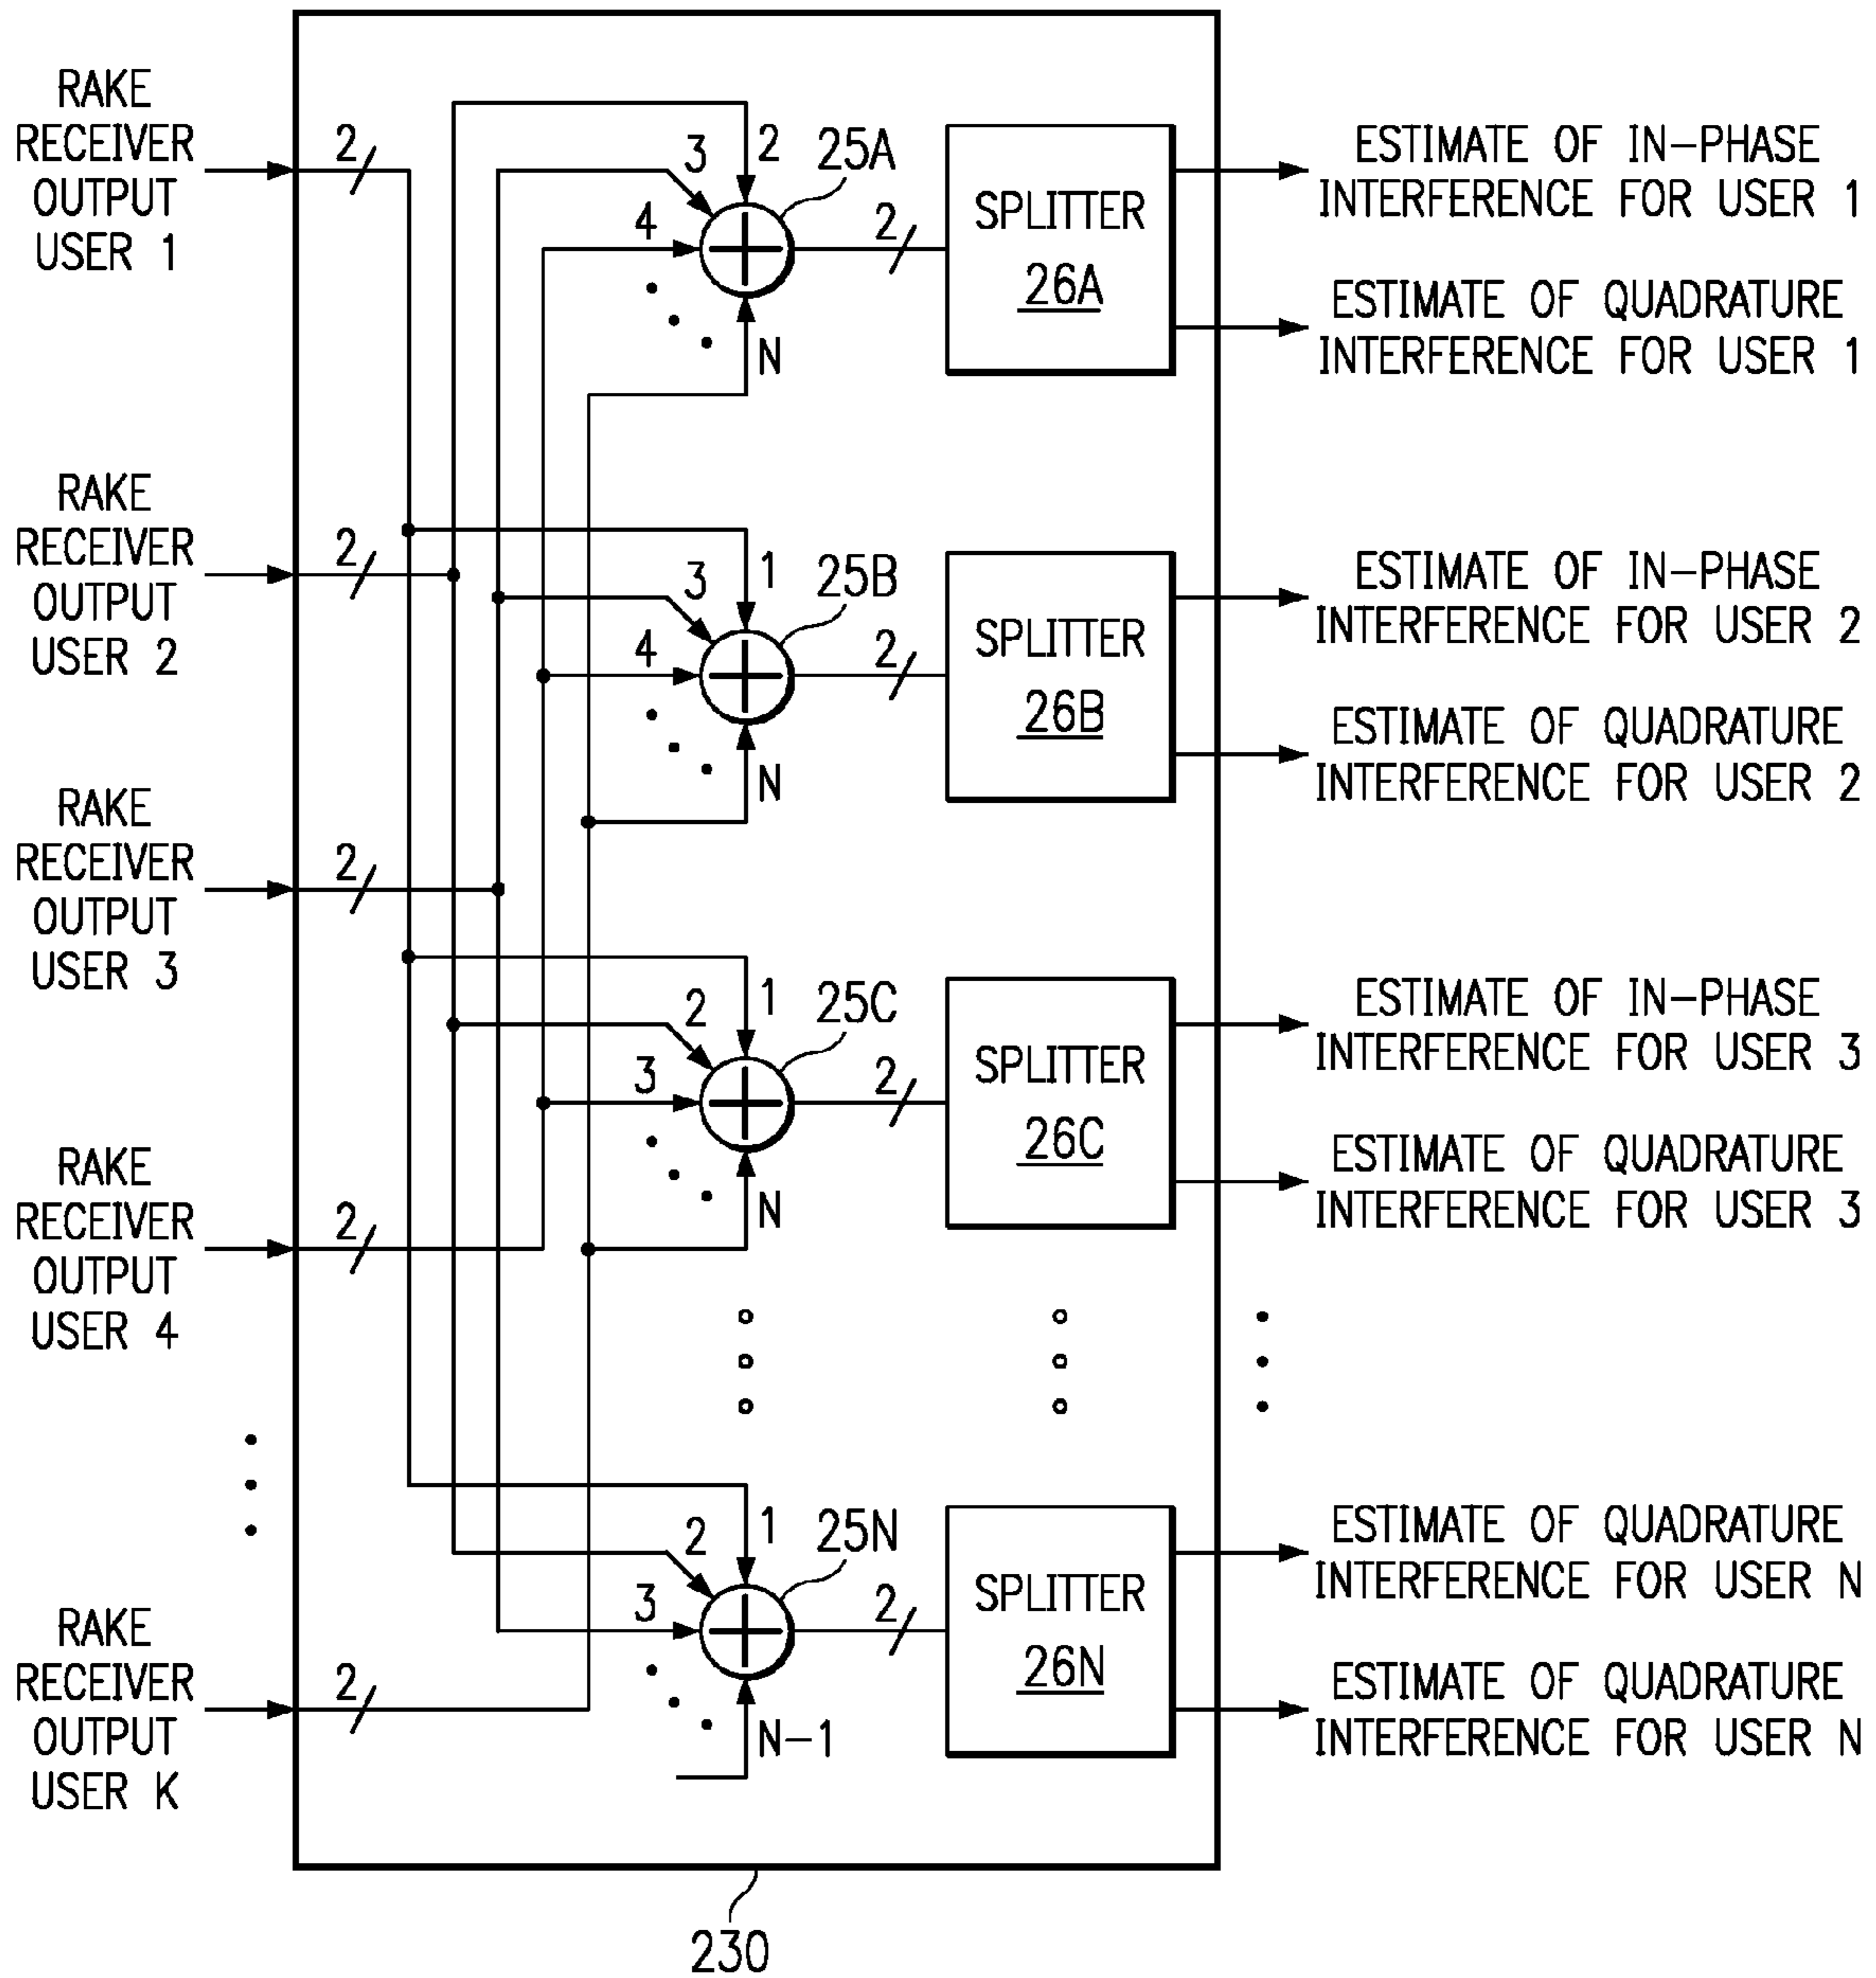 RAKE
RECEIVER
OUTPUT
USER 1
2
2
3
4
N
25A
2
SPLITTER
26A
ESTIMATE OF IN-PHASE
INTERFERENCE FOR USER 1
ESTIMATE OF QUADRATURE
INTERFERENCE FOR USER 1
RAKE
RECEIVER
OUTPUT
USER 2
2
1
3
4
N
25B
2
SPLITTER
26B
ESTIMATE OF IN-PHASE
INTERFERENCE FOR USER 2
ESTIMATE OF QUADRATURE
INTERFERENCE FOR USER 2
RAKE
RECEIVER
OUTPUT
USER 3
2
1
2
3
N
25C
2
SPLITTER
26C
ESTIMATE OF IN-PHASE
INTERFERENCE FOR USER 3
ESTIMATE OF QUADRATURE
INTERFERENCE FOR USER 3
RAKE
RECEIVER
OUTPUT
USER 4
2
RAKE
RECEIVER
OUTPUT
USER K
2
1
2
3
N-1
25N
2
SPLITTER
26N
ESTIMATE OF QUADRATURE
INTERFERENCE FOR USER N
ESTIMATE OF QUADRATURE
INTERFERENCE FOR USER N
230